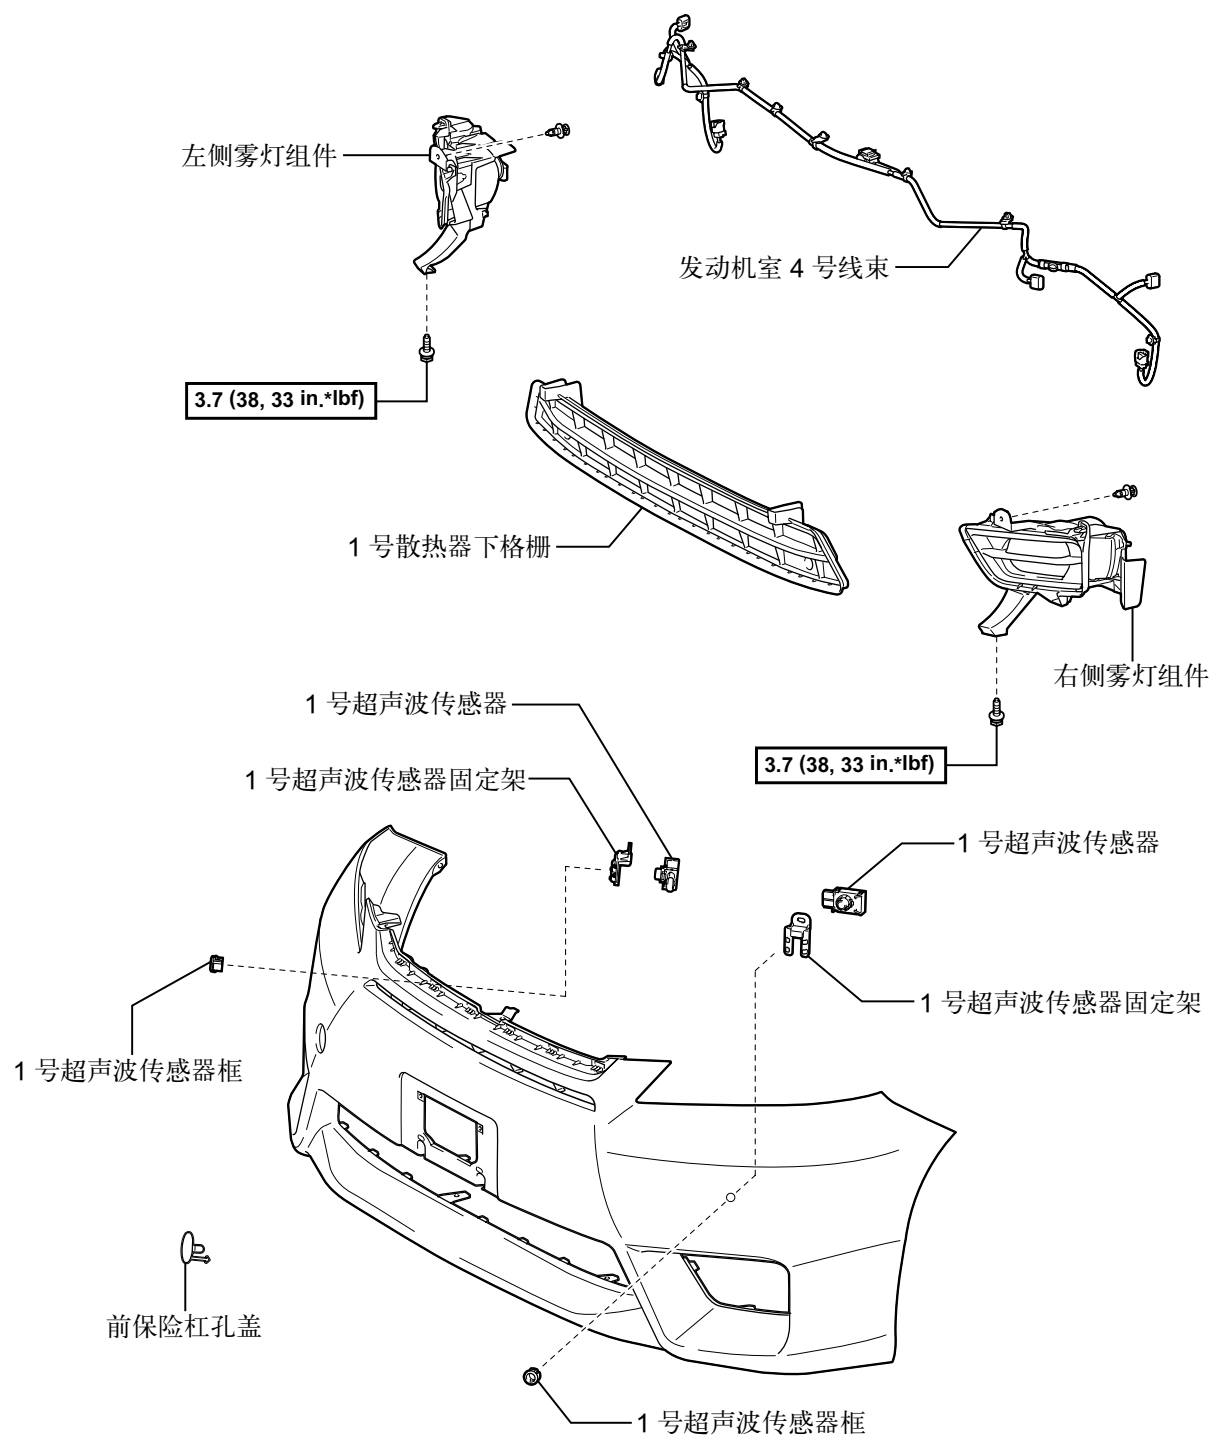 左侧雾灯组件
发动机室 4 号线束
3.7 (38, 33 in.*lbf)
1 号散热器下格栅
右侧雾灯组件
1 号超声波传感器
3.7 (38, 33 in.*lbf)
1 号超声波传感器固定架
1 号超声波传感器
1 号超声波传感器固定架
1 号超声波传感器框
前保险杠孔盖
1 号超声波传感器框